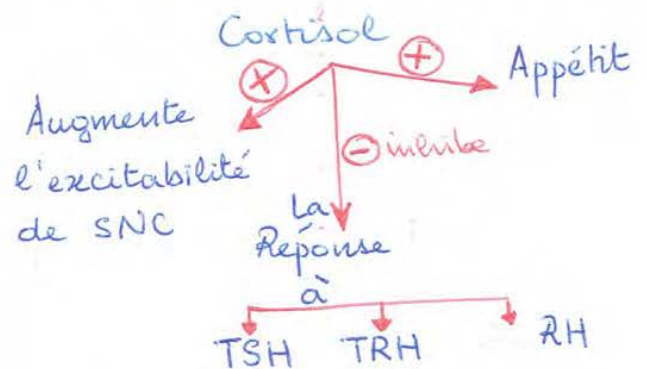 Cortisol
+
+
Appétit
Augmente
l'excitabilité
de SNC
- inhibe
La
Réponse
à
TSH
TRH
RH